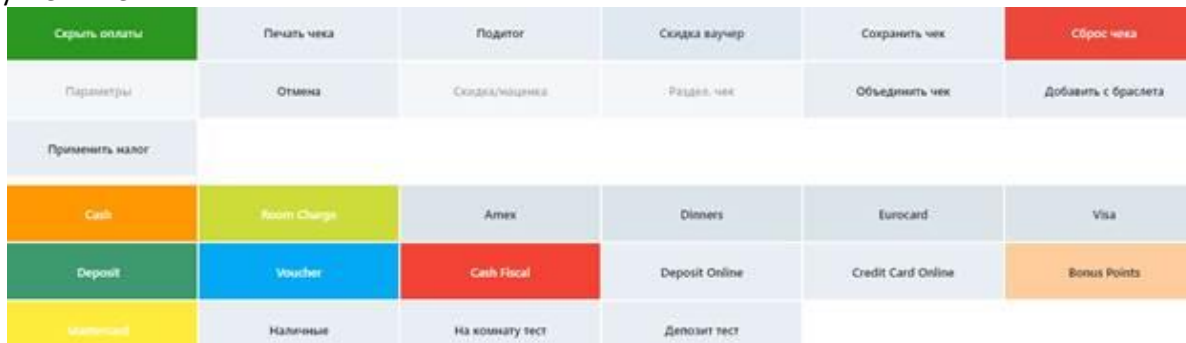 Скрыть оплаты Печать чека Подитог Скидка ваучер Сохранить чек Сброс чека
Параметры Отмена Скидка/наценка Раздел. чек Объединить чек Добавить с браслета
Применить налог
Cash Room Charge Amex Dinners Eurocard Visa
Deposit Voucher Cash Fiscal Deposit Online Credit Card Online Bonus Points
Mastercard Наличные На комнату тест Депозит тест